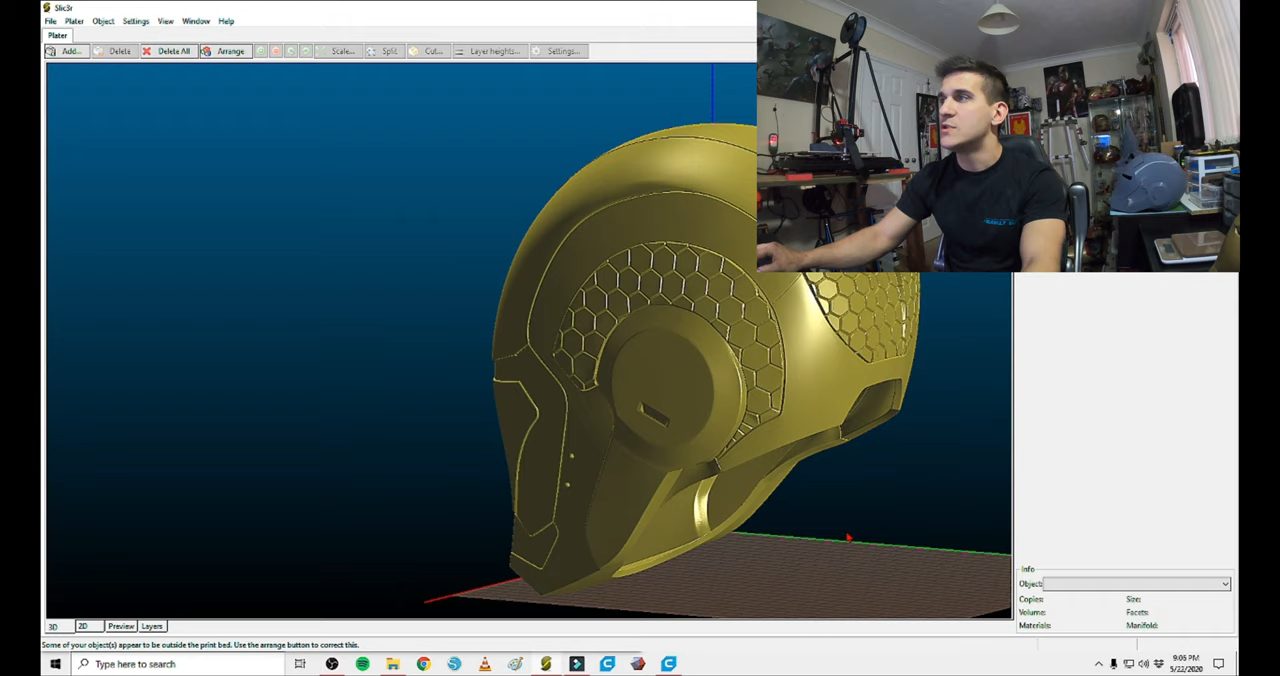 Slic3r
File Plater Object Settings View Window Help
Plater
Add... Delete Delete All Arrange Scale... Split Cut... Layer heights... Settings...
Info
Object:
Copies: Size:
Volume: Facets:
Materials: Manifold:
3D 2D Preview Layers
Some of your object(s) appear to be outside the print bed. Use the arrange button to correct this.
Type here to search
9:05 PM
5/22/2020